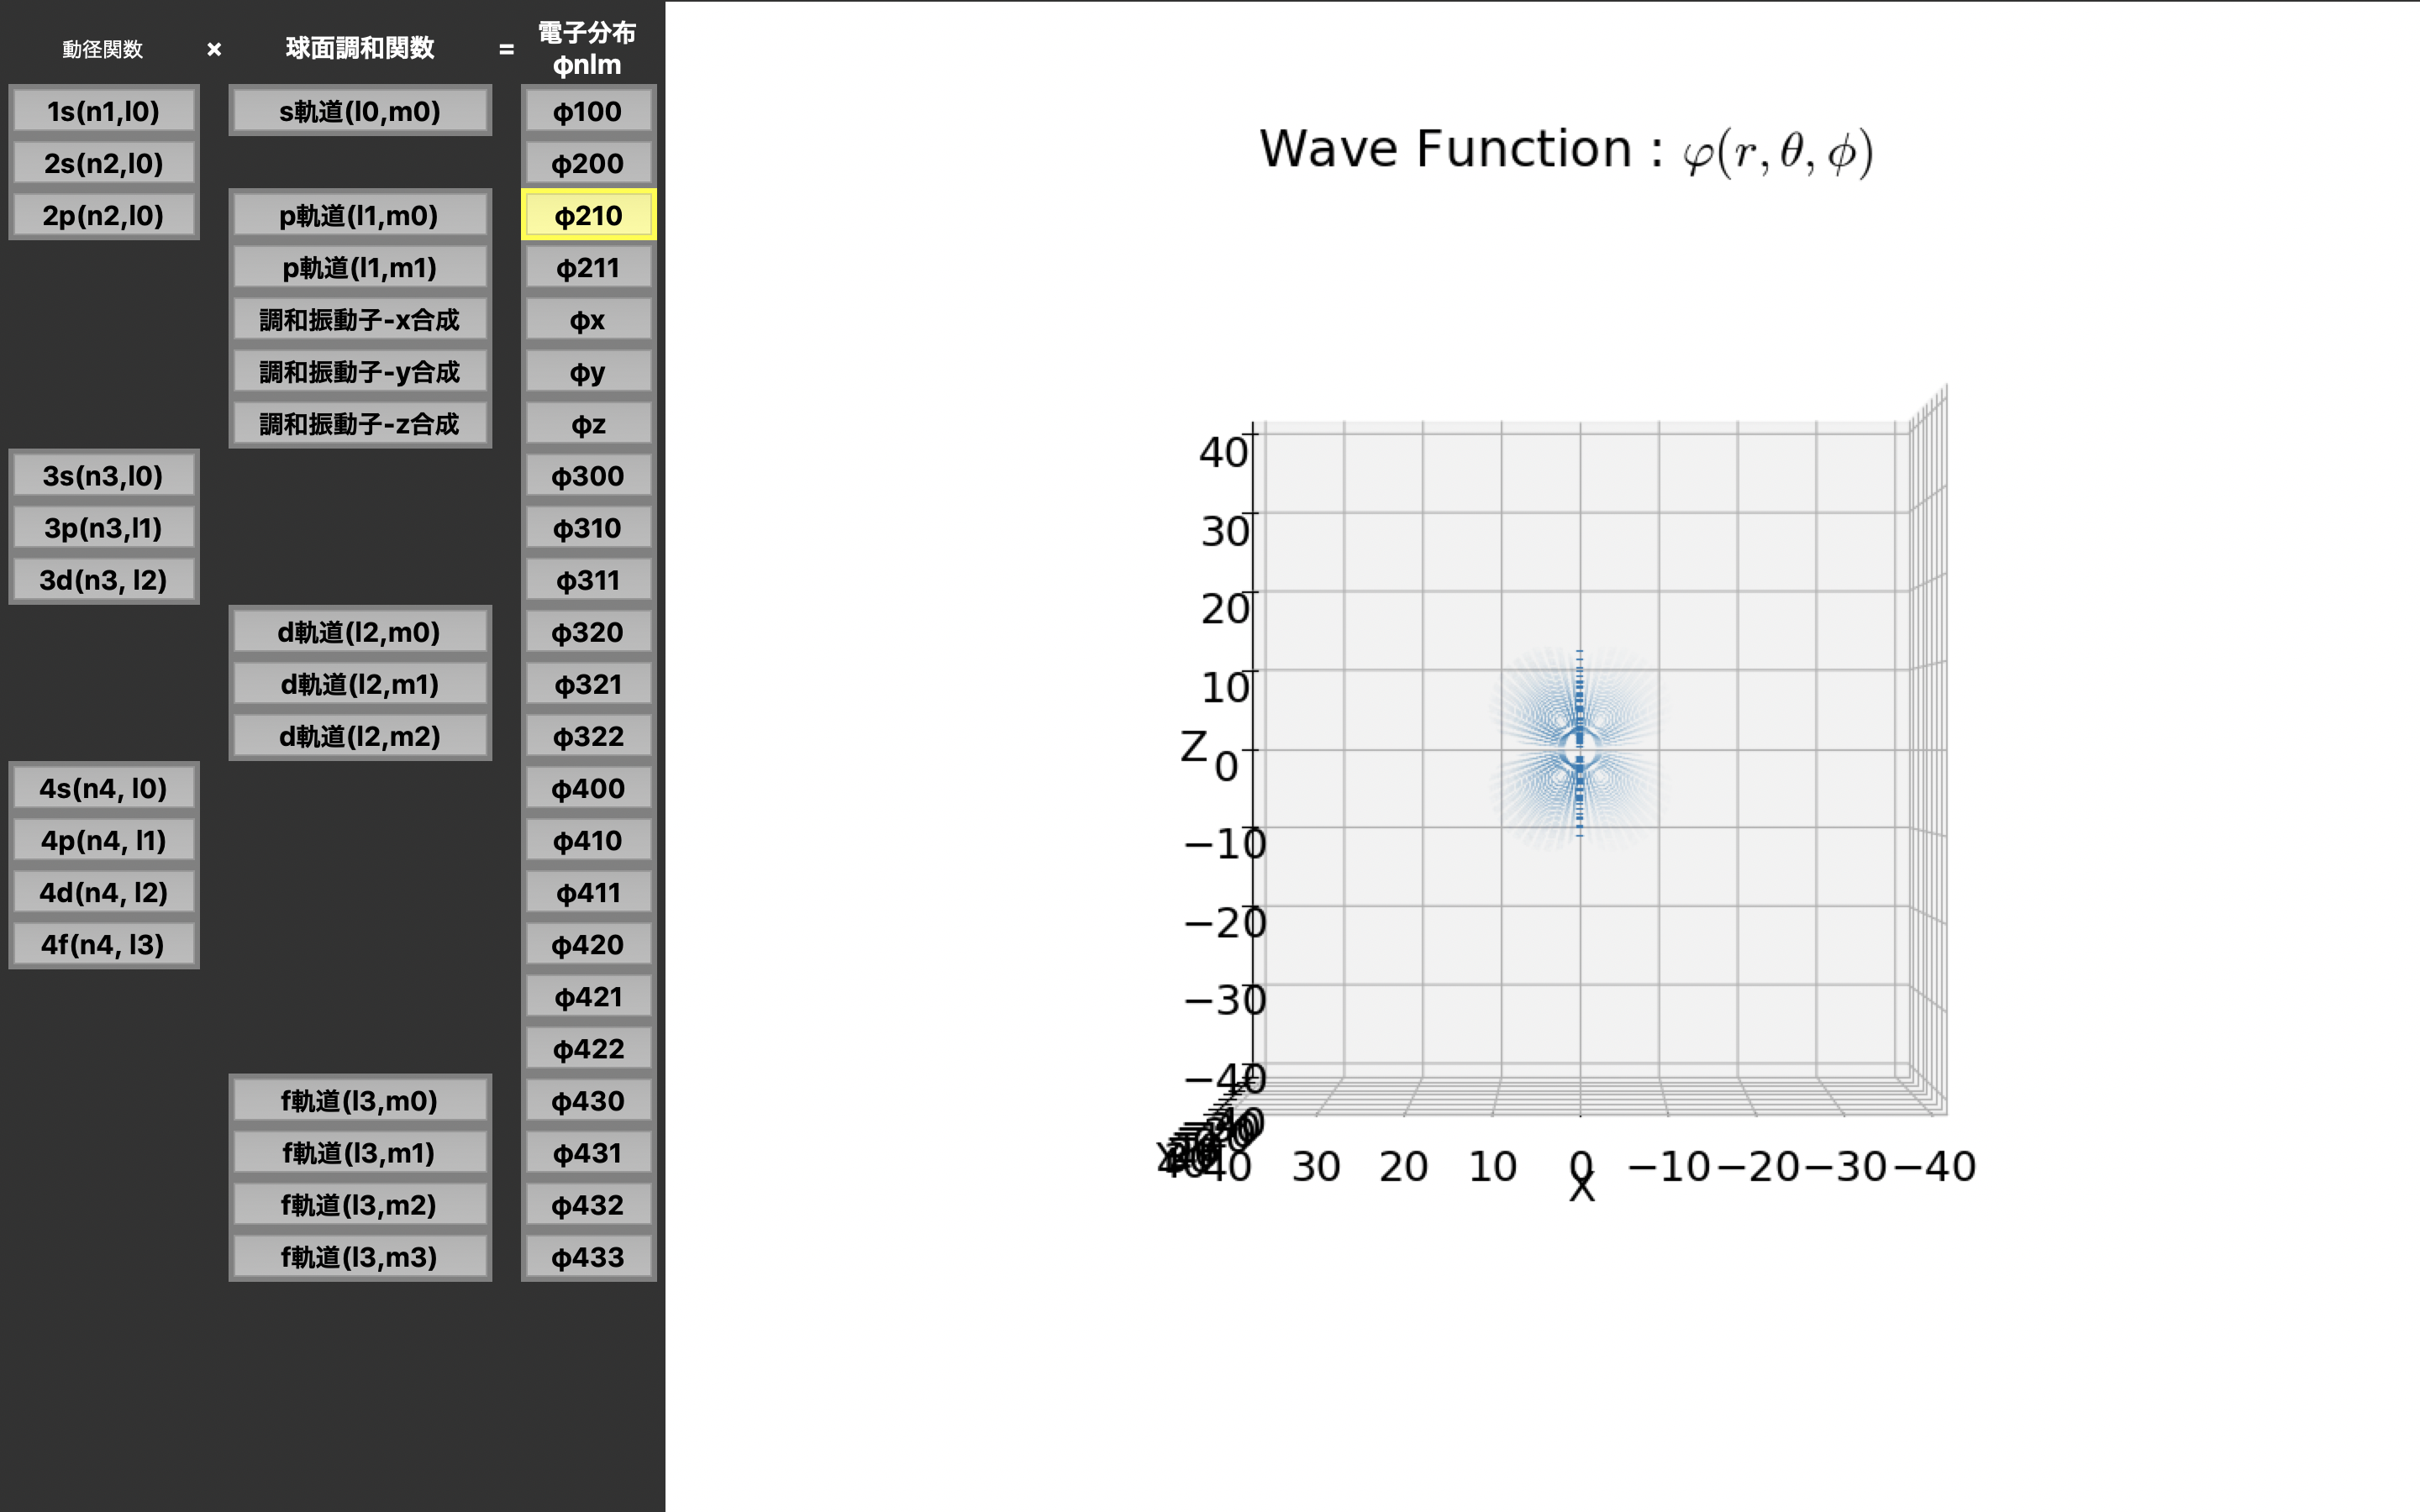 動径関数 × 球面調和関数 = 電子分布
φnlm
1s(n1,l0) s軌道(l0,m0) φ100
2s(n2,l0) φ200
2p(n2,l0) p軌道(l1,m0) φ210
p軌道(l1,m1) φ211
調和振動子-x合成 φx
調和振動子-y合成 φy
調和振動子-z合成 φz
3s(n3,l0) φ300
3p(n3,l1) φ310
3d(n3, l2) φ311
d軌道(l2,m0) φ320
d軌道(l2,m1) φ321
d軌道(l2,m2) φ322
4s(n4, l0) φ400
4p(n4, l1) φ410
4d(n4, l2) φ411
4f(n4, l3) φ420
φ421
φ422
f軌道(l3,m0) φ430
f軌道(l3,m1) φ431
f軌道(l3,m2) φ432
f軌道(l3,m3) φ433
Wave Function : φ(r, θ, ϕ)
40
30
20
10
Z 0
−10
−20
−30
−40
40 30 20 10 0 −10 −20 −30 −40
X